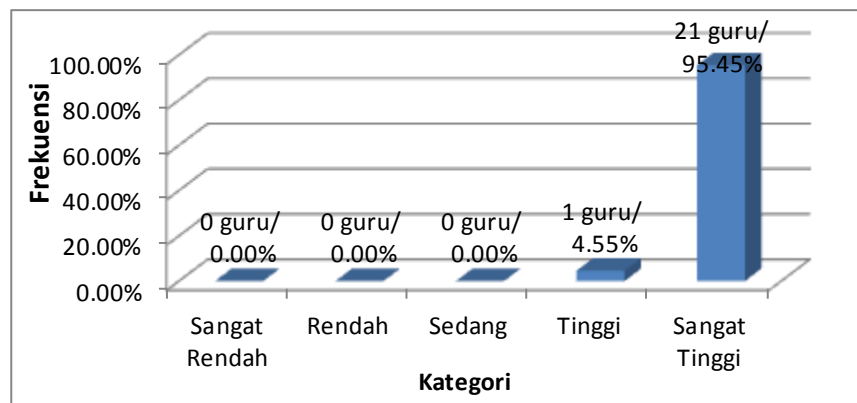 Frekuensi
100.00%
80.00%
60.00%
40.00%
20.00%
0.00%
0 guru/
0.00%
0 guru/
0.00%
0 guru/
0.00%
1 guru/
4.55%
21 guru/
95.45%
Sangat
Rendah
Rendah
Sedang
Tinggi
Sangat
Tinggi
Kategori